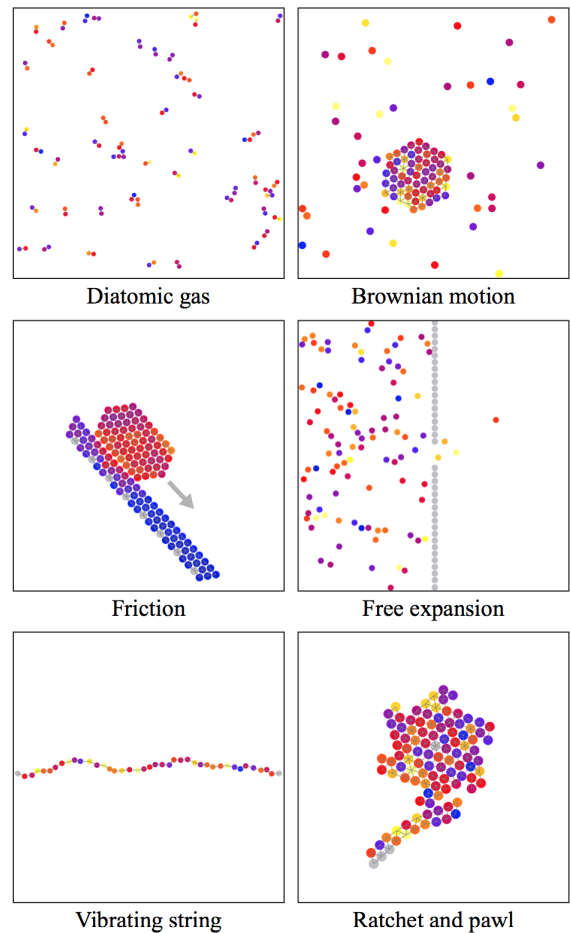 Diatomic gas
Brownian motion
Friction
Free expansion
Vibrating string
Ratchet and pawl